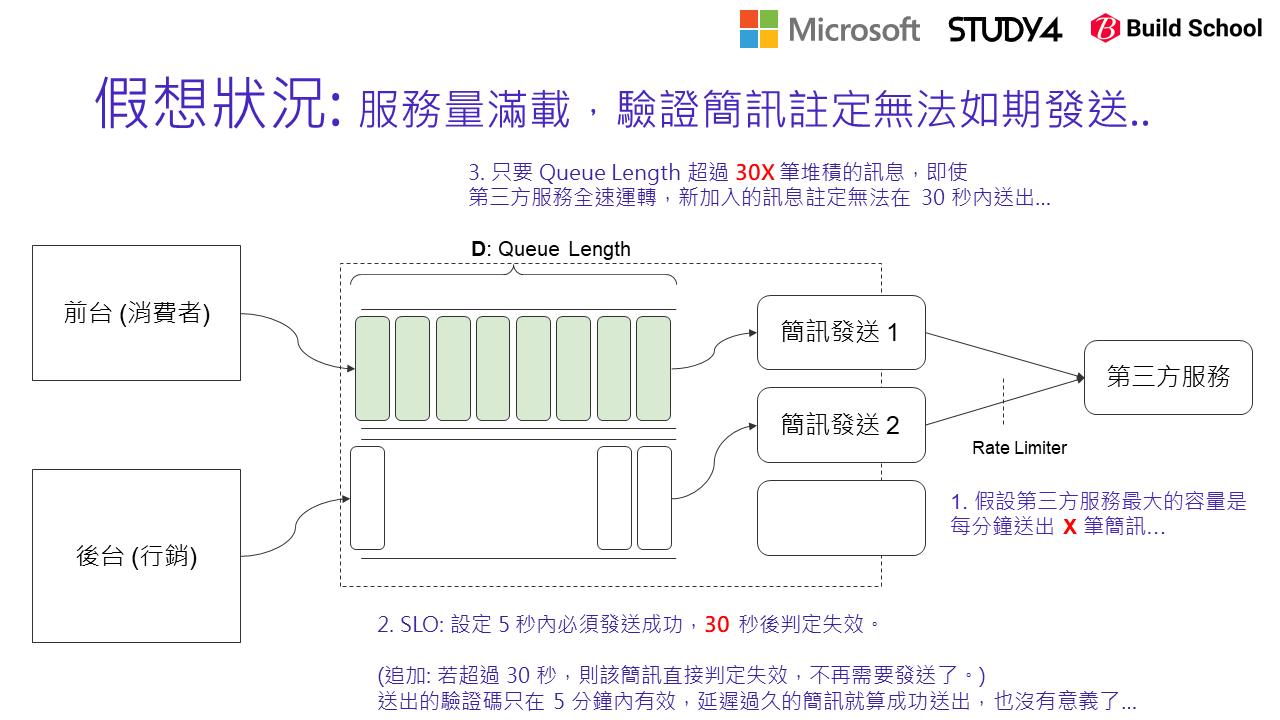 Microsoft STUDY4 Build School
假想狀況: 服務量滿載，驗證簡訊註定無法如期發送..
3. 只要 Queue Length 超過 30X 筆堆積的訊息，即使
第三方服務全速運轉，新加入的訊息註定無法在 30 秒內送出...
D: Queue Length
前台 (消費者)
簡訊發送 1
第三方服務
簡訊發送 2
Rate Limiter
後台 (行銷)
1. 假設第三方服務最大的容量是
每分鐘送出 X 筆簡訊...
2. SLO: 設定 5 秒內必須發送成功，30 秒後判定失效。
(追加: 若超過 30 秒，則該簡訊直接判定失效，不再需要發送了。)
送出的驗證碼只在 5 分鐘內有效，延遲過久的簡訊就算成功送出，也沒有意義了...